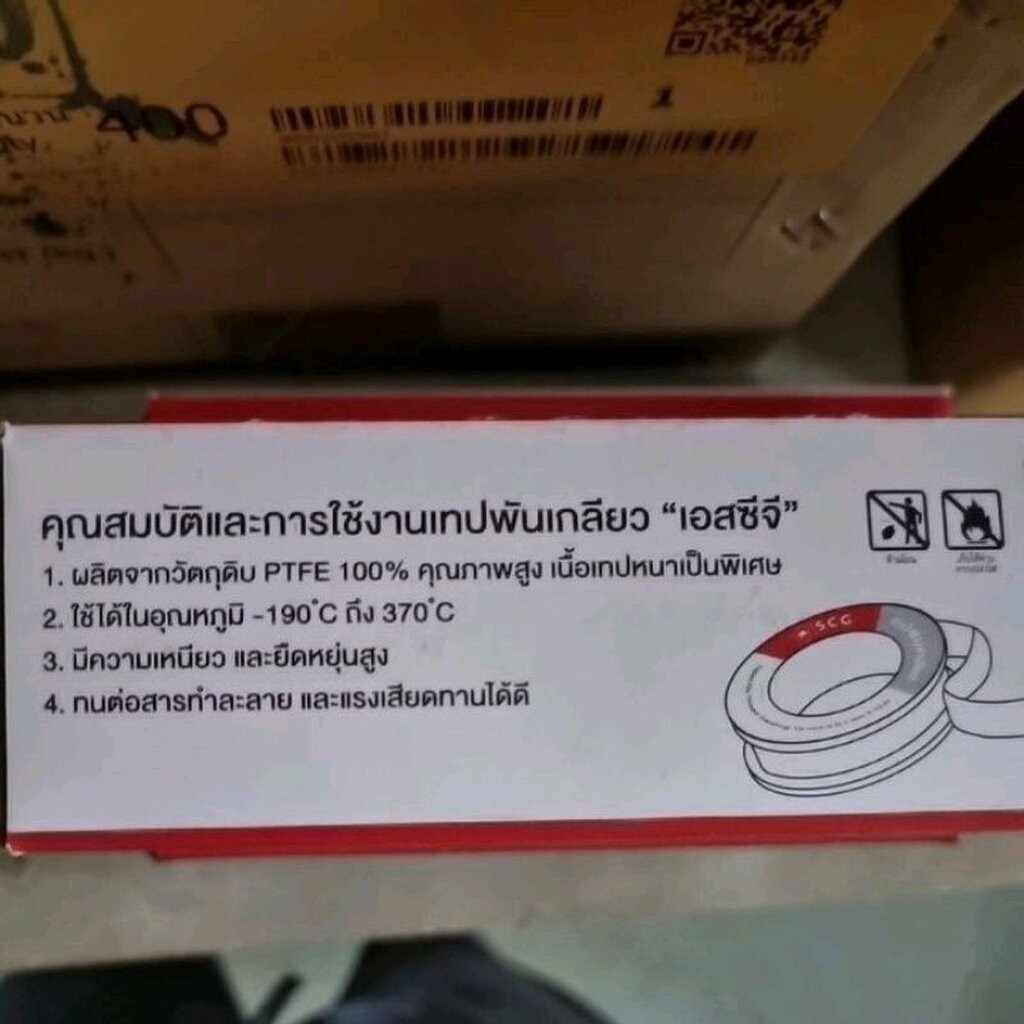 400
1
คุณสมบัติและการใช้งานเทปพันเกลียว “เอสซีจี”
1. ผลิตจากวัตถุดิบ PTFE 100% คุณภาพสูง เนื้อเทปหนาเป็นพิเศษ
2. ใช้ได้ในอุณหภูมิ -190°C ถึง 370°C
3. มีความเหนียว และยืดหยุ่นสูง
4. ทนต่อสารทำละลาย และแรงเสียดทานได้ดี
SCG